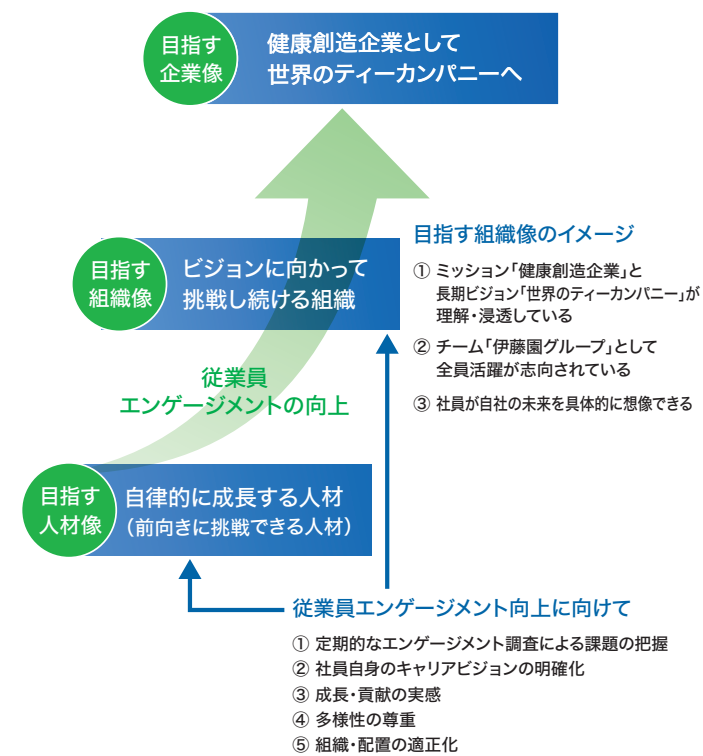 目指す
企業像
健康創造企業として
世界のティーカンパニーへ
目指す
組織像
ビジョンに向かって
挑戦し続ける組織
目指す組織像のイメージ
① ミッション「健康創造企業」と
長期ビジョン「世界のティーカンパニー」が
理解・浸透している
② チーム「伊藤園グループ」として
全員活躍が志向されている
③ 社員が自社の未来を具体的に想像できる
従業員
エンゲージメントの向上
目指す
人材像
自律的に成長する人材
(前向きに挑戦できる人材)
従業員エンゲージメント向上に向けて
① 定期的なエンゲージメント調査による課題の把握
② 社員自身のキャリアビジョンの明確化
③ 成長・貢献の実感
④ 多様性の尊重
⑤ 組織・配置の適正化